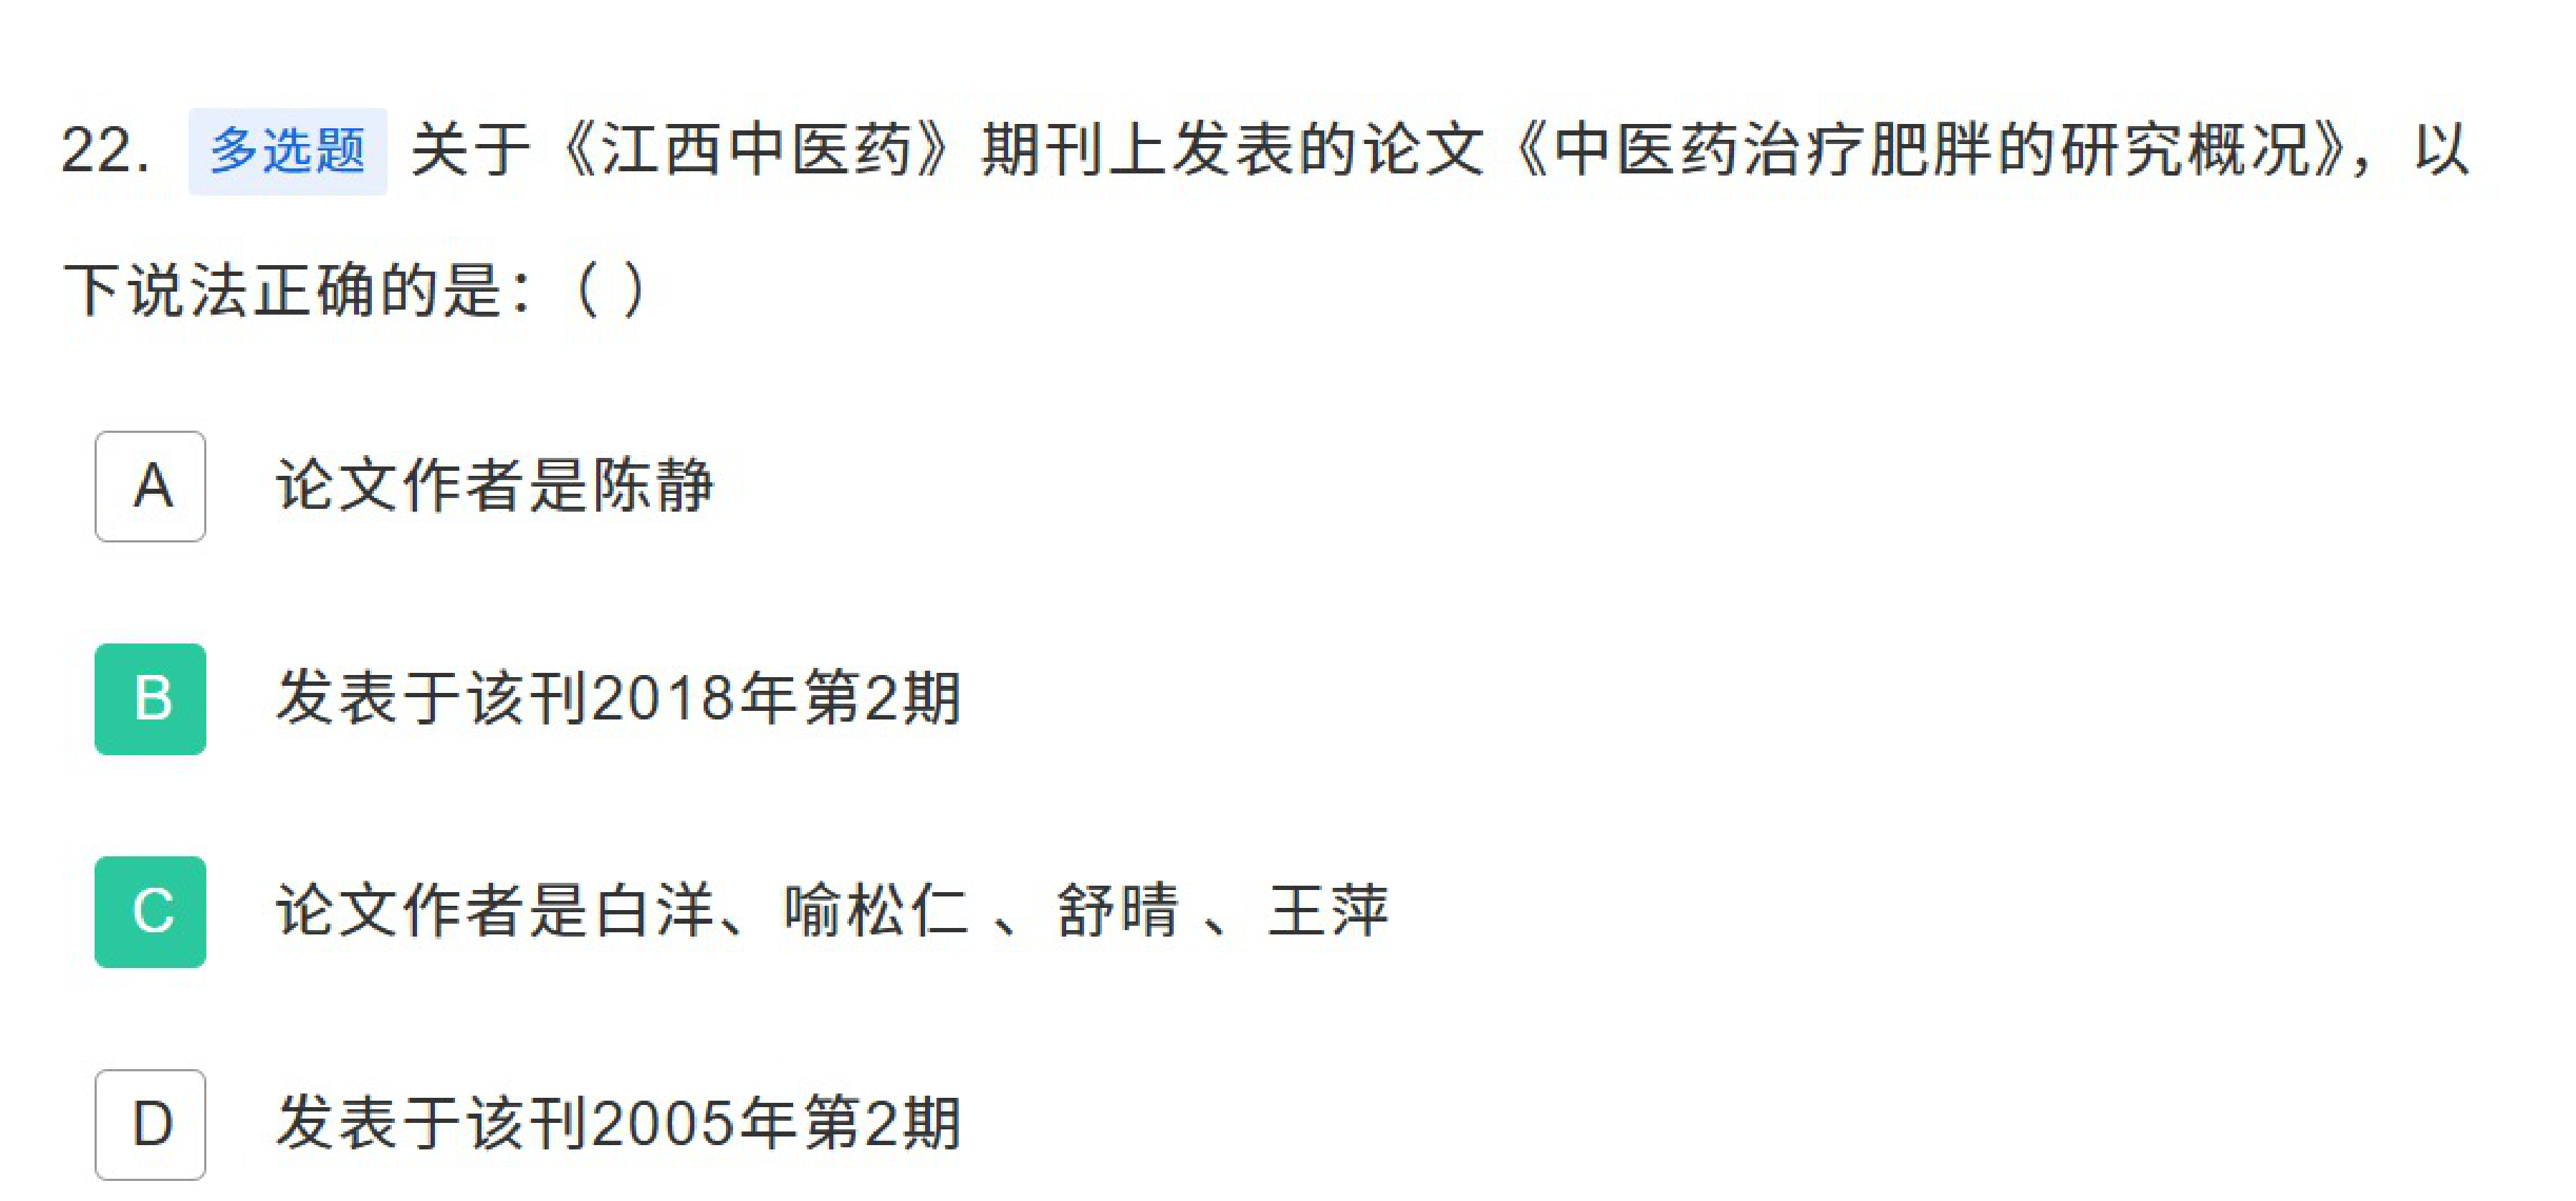 22. 多选题 关于《江西中医药》期刊上发表的论文《中医药治疗肥胖的研究概况》，以
下说法正确的是：（ ）
A 论文作者是陈静
B 发表于该刊2018年第2期
C 论文作者是白洋、喻松仁 、舒晴 、王萍
D 发表于该刊2005年第2期